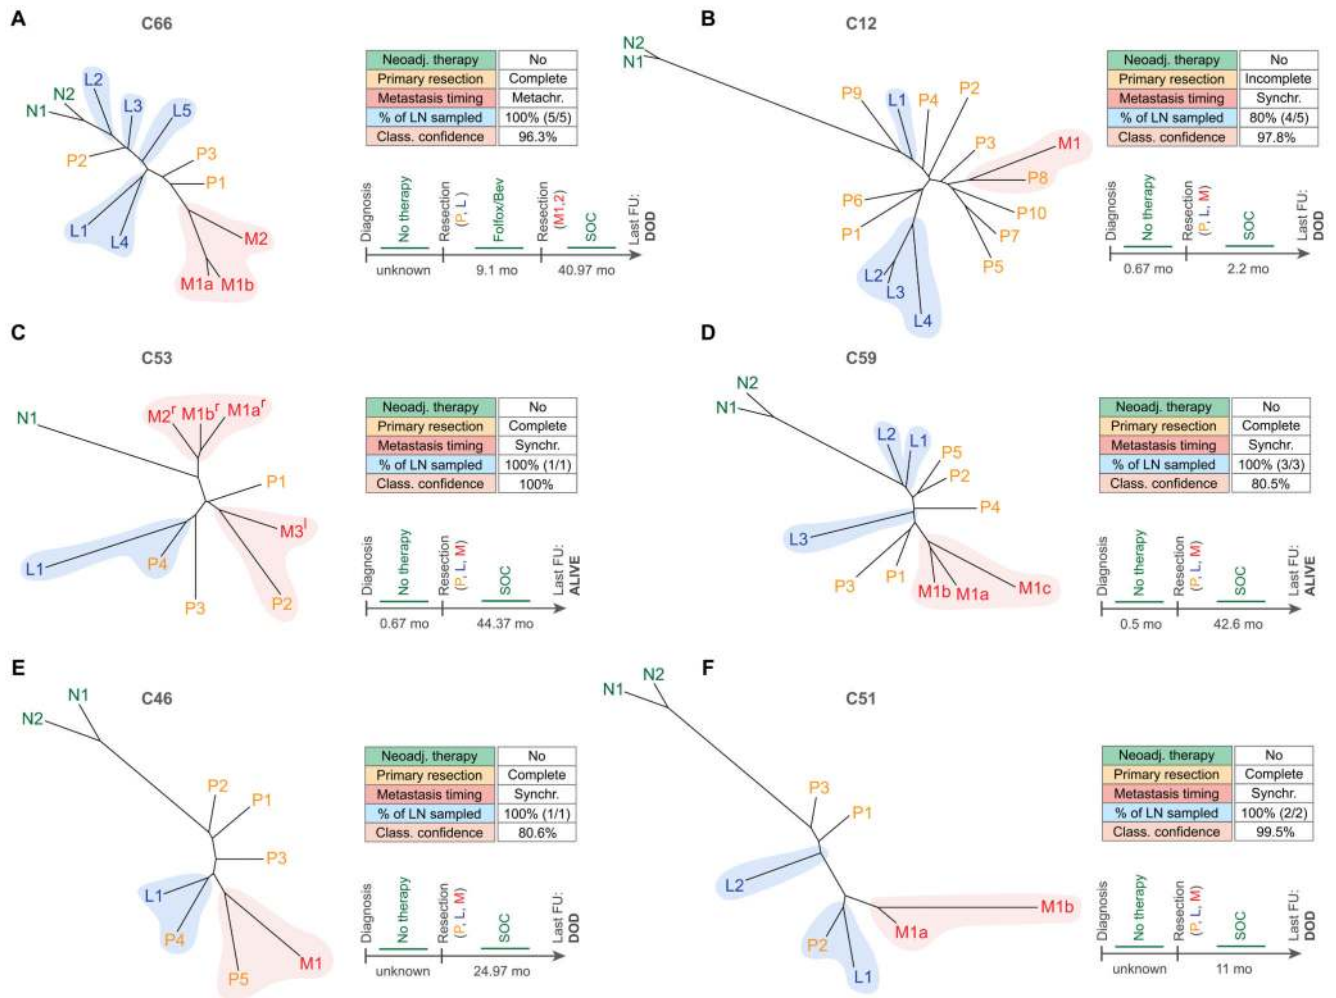 A
C66
N2
N1
L2
L3
L5
P2
P3
P1
L1
L4
M2
M1a M1b
Neoadj. therapy No
Primary resection Complete
Metastasis timing Metachr.
% of LN sampled 100% (5/5)
Class. confidence 96.3%
Diagnosis
No therapy
Resection
(P, L)
Folfox/Bev
Resection
(M1,2)
SOC
Last FU:
DOD
unknown
9.1 mo
40.97 mo
B
C12
N2
N1
P9
L1
P4
P2
P3
M1
P8
P6
P10
P1
P7
P5
L2
L3
L4
Neoadj. therapy No
Primary resection Incomplete
Metastasis timing Synchr.
% of LN sampled 80% (4/5)
Class. confidence 97.8%
Diagnosis
No therapy
Resection
(P, L, M)
SOC
Last FU:
DOD
0.67 mo
2.2 mo
C
C53
N1
M2r M1br M1ar
P1
M3l
L1
P4
P3
P2
Neoadj. therapy No
Primary resection Complete
Metastasis timing Synchr.
% of LN sampled 100% (1/1)
Class. confidence 100%
Diagnosis
No therapy
Resection
(P, L, M)
SOC
Last FU:
ALIVE
0.67 mo
44.37 mo
D
C59
N2
N1
L2
L1
P5
P2
P4
L3
P3
P1
M1b M1a
M1c
Neoadj. therapy No
Primary resection Complete
Metastasis timing Synchr.
% of LN sampled 100% (3/3)
Class. confidence 80.5%
Diagnosis
No therapy
Resection
(P, L, M)
SOC
Last FU:
ALIVE
0.5 mo
42.6 mo
E
C46
N1
N2
P2
P1
P3
L1
P4
P5
M1
Neoadj. therapy No
Primary resection Complete
Metastasis timing Synchr.
% of LN sampled 100% (1/1)
Class. confidence 80.6%
Diagnosis
No therapy
Resection
(P, L, M)
SOC
Last FU:
DOD
unknown
24.97 mo
F
C51
N2
N1
P3
P1
L2
M1b
M1a
P2
L1
Neoadj. therapy No
Primary resection Complete
Metastasis timing Synchr.
% of LN sampled 100% (2/2)
Class. confidence 99.5%
Diagnosis
No therapy
Resection
(P, L, M)
SOC
Last FU:
DOD
unknown
11 mo